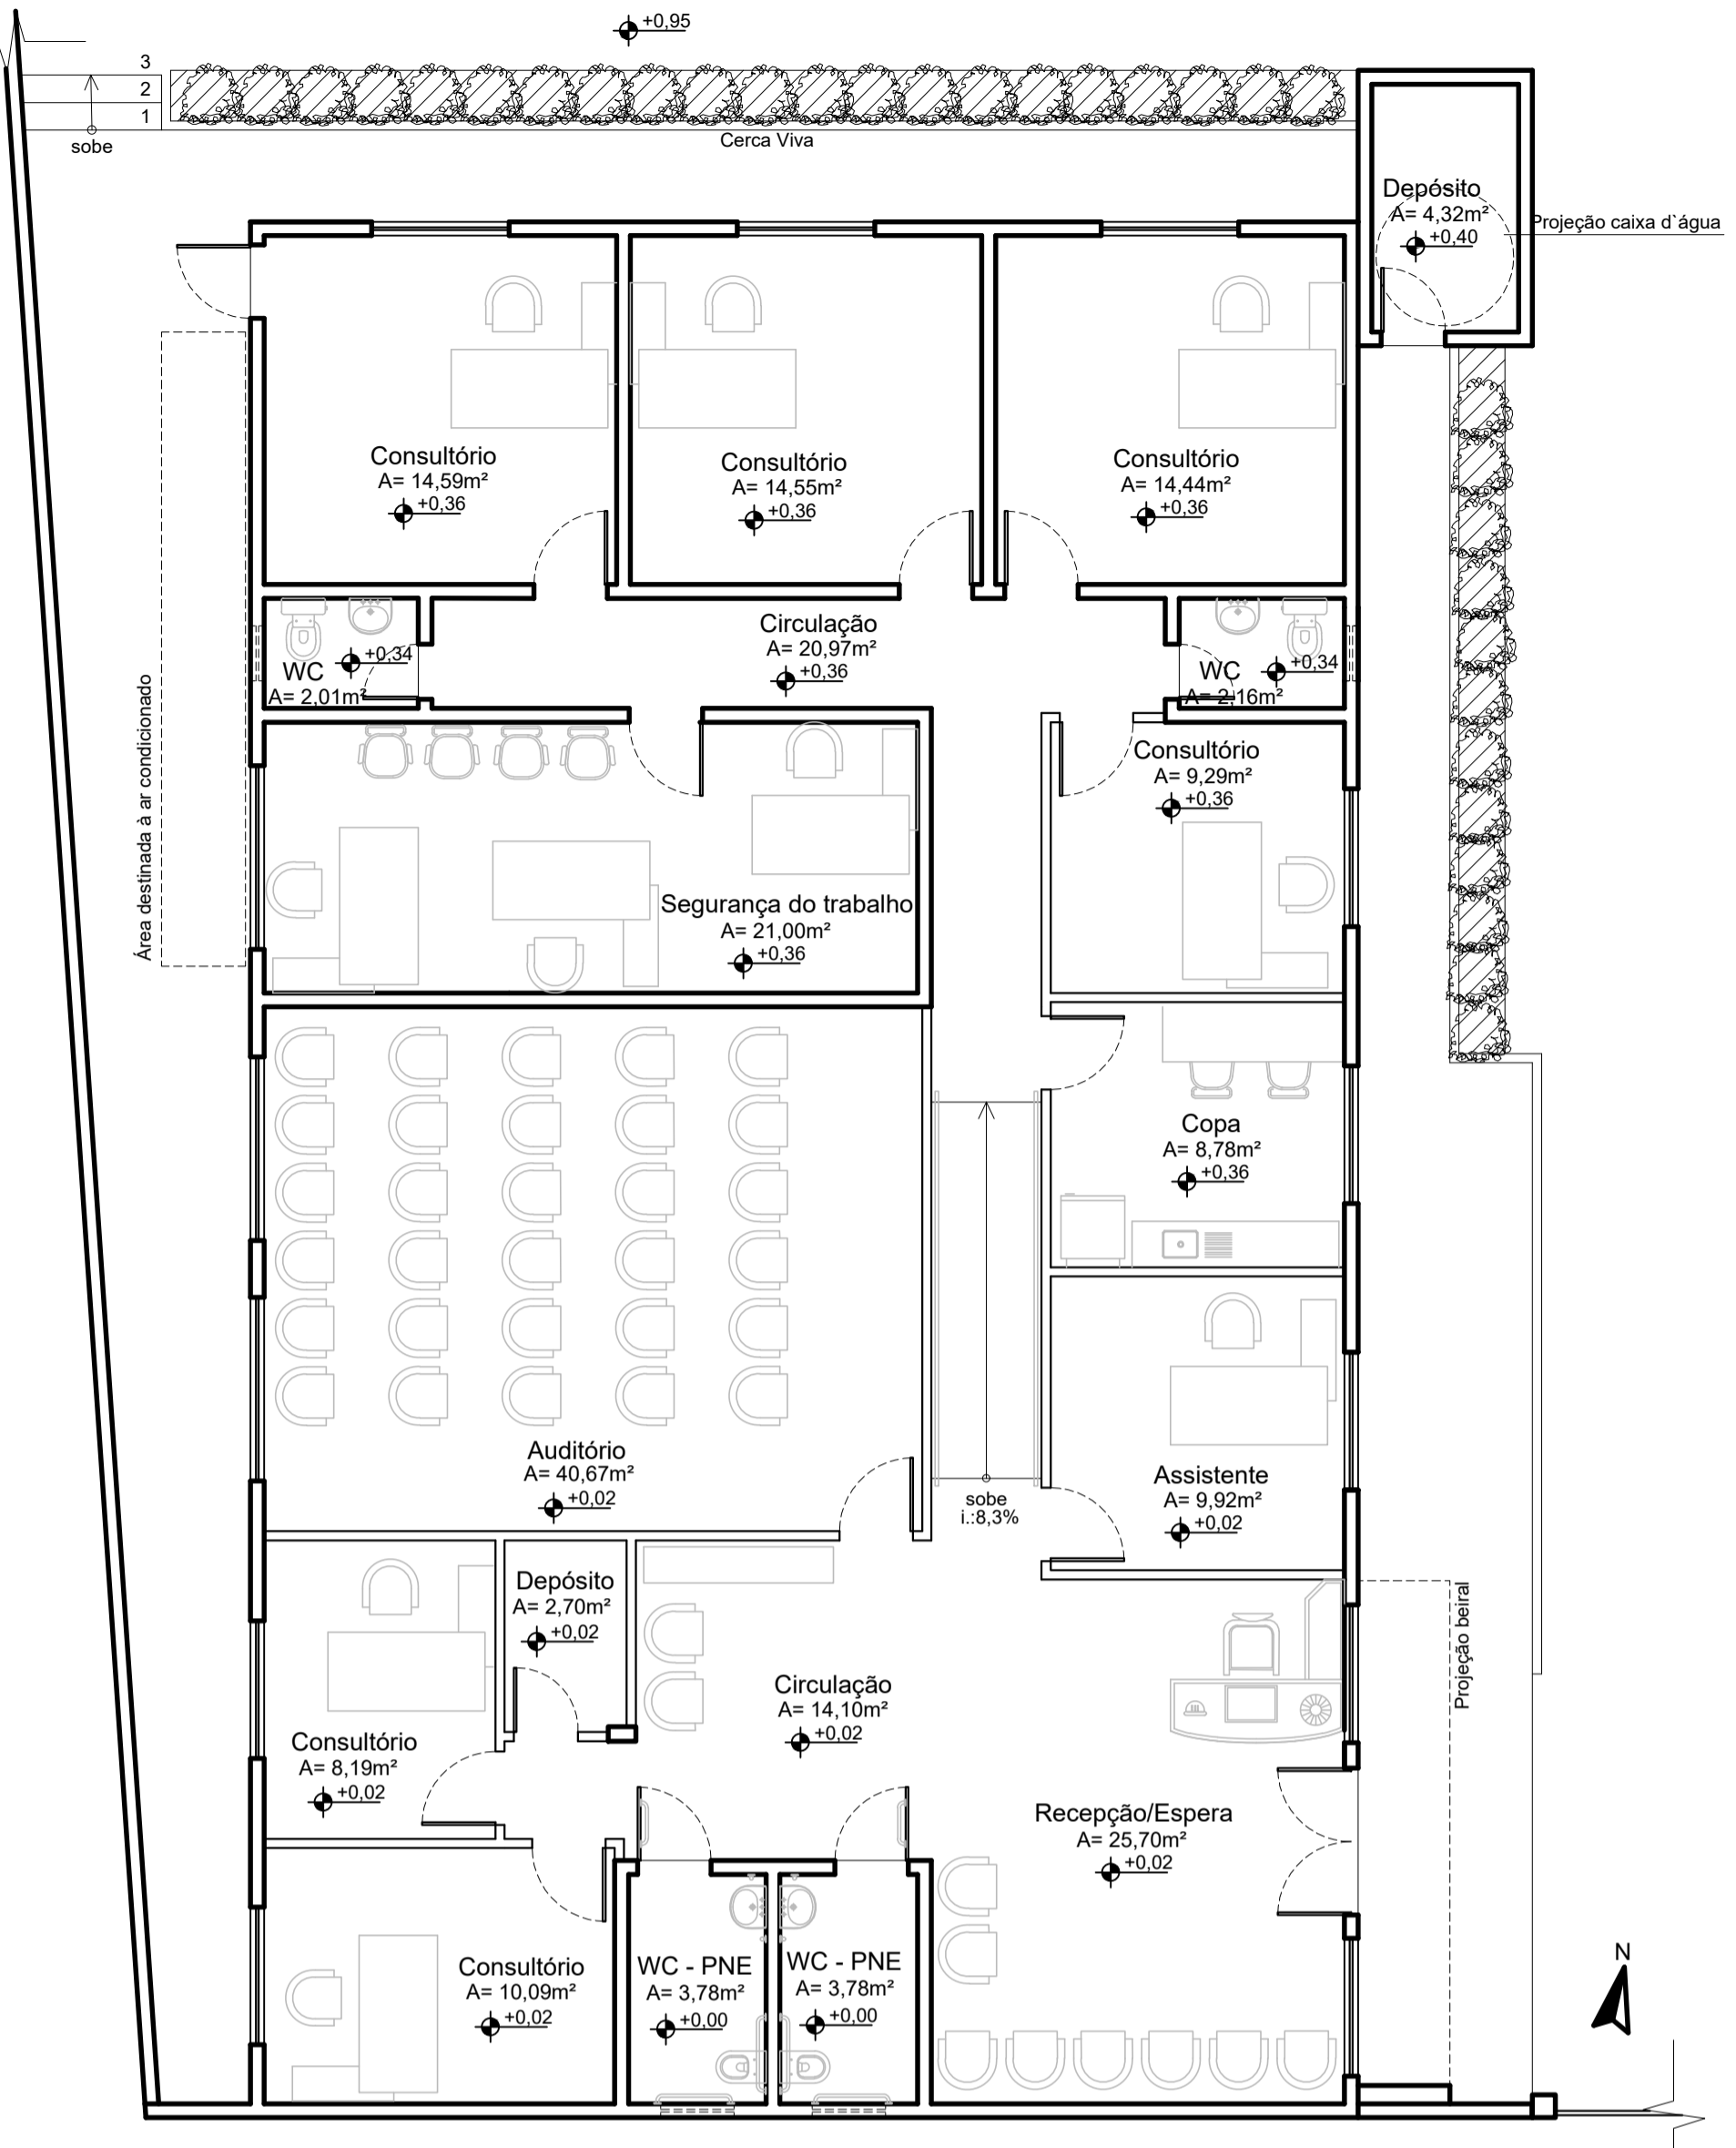 +0,95
3
2
1
sobe
Cerca Viva
Depósito
A= 4,32m²
+0,40
Projeção caixa d`água
Consultório
A= 14,59m²
+0,36
Consultório
A= 14,55m²
+0,36
Consultório
A= 14,44m²
+0,36
Circulação
A= 20,97m²
+0,36
+0,34
WC
A= 2,01m²
+0,34
WC
A= 2,16m²
Área destinada à ar condicionado
Consultório
A= 9,29m²
+0,36
Segurança do trabalho
A= 21,00m²
+0,36
Copa
A= 8,78m²
+0,36
Auditório
A= 40,67m²
+0,02
sobe
i.:8,3%
Assistente
A= 9,92m²
+0,02
Depósito
A= 2,70m²
+0,02
Projeção beiral
Circulação
A= 14,10m²
+0,02
Consultório
A= 8,19m²
+0,02
Recepção/Espera
A= 25,70m²
+0,02
Consultório
A= 10,09m²
+0,02
WC - PNE
A= 3,78m²
+0,00
WC - PNE
A= 3,78m²
+0,00
N